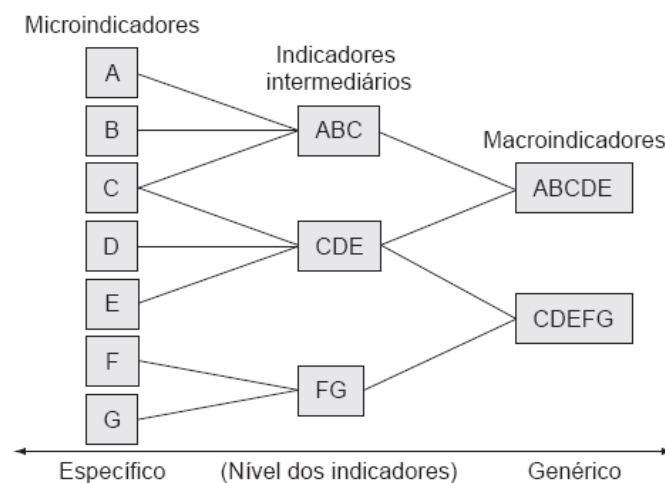 Microindicadores
A
B
C
D
E
F
G
Indicadores
intermediários
ABC
CDE
FG
Macroindicadores
ABCDE
CDEFG
Específico
(Nível dos indicadores)
Genérico